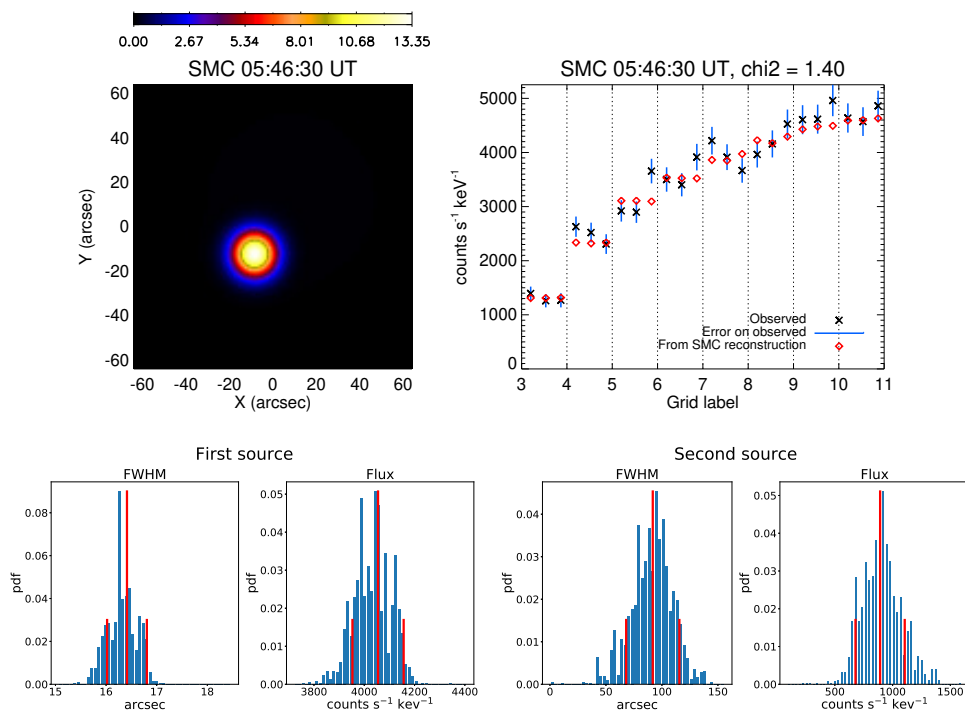 0.00 2.67 5.34 8.01 10.68 13.35
SMC 05:46:30 UT
60
40
20
0
-20
-40
-60
Y (arcsec)
-60 -40 -20 0 20 40 60
X (arcsec)
SMC 05:46:30 UT, chi2 = 1.40
5000
4000
3000
2000
1000
0
counts s⁻¹ keV⁻¹
Observed
Error on observed
From SMC reconstruction
3 4 5 6 7 8 9 10 11
Grid label
First source
FWHM
0.08
0.06
0.04
0.02
0.00
pdf
15 16 17 18
arcsec
Flux
0.05
0.04
0.03
0.02
0.01
0.00
pdf
3800 4000 4200 4400
counts s⁻¹ keV⁻¹
Second source
FWHM
0.04
0.03
0.02
0.01
0.00
pdf
0 50 100 150
arcsec
Flux
0.05
0.04
0.03
0.02
0.01
0.00
pdf
500 1000 1500
counts s⁻¹ keV⁻¹